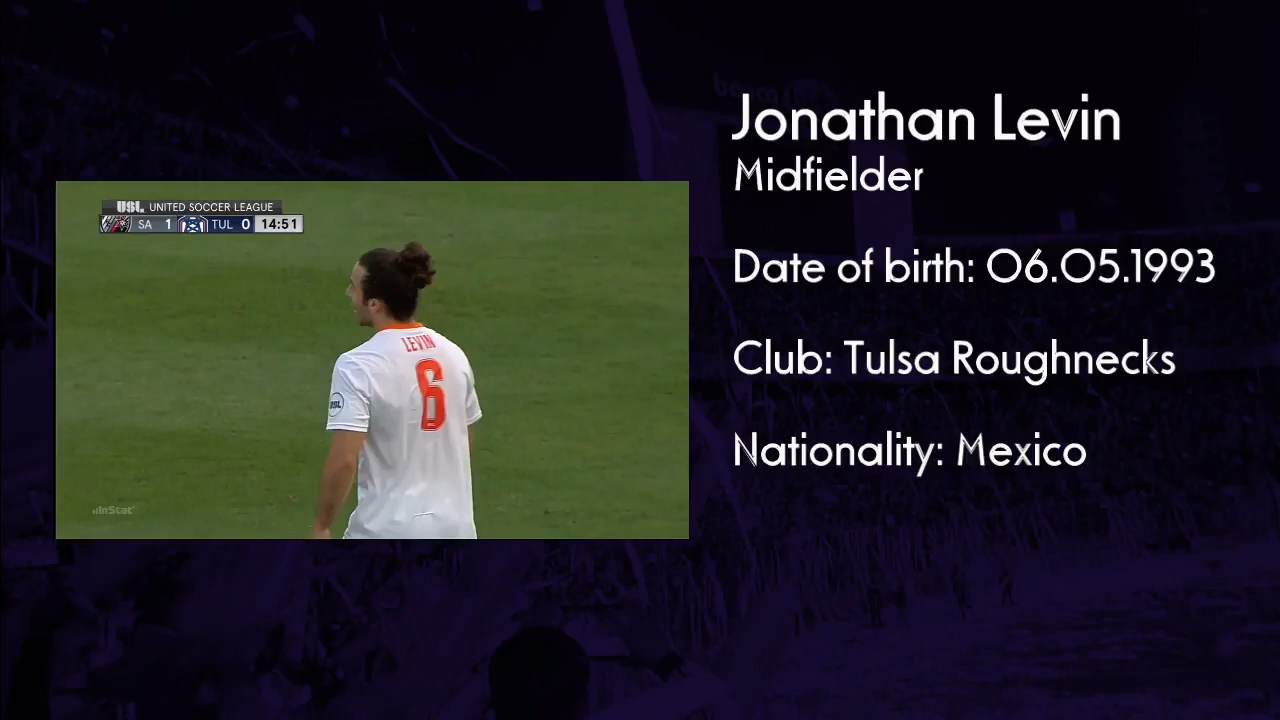 USL UNITED SOCCER LEAGUE
SA 1 TUL 0 14:51
LEVIN
6
USL
InStat
Jonathan Levin
Midfielder
Date of birth: 06.05.1993
Club: Tulsa Roughnecks
Nationality: Mexico